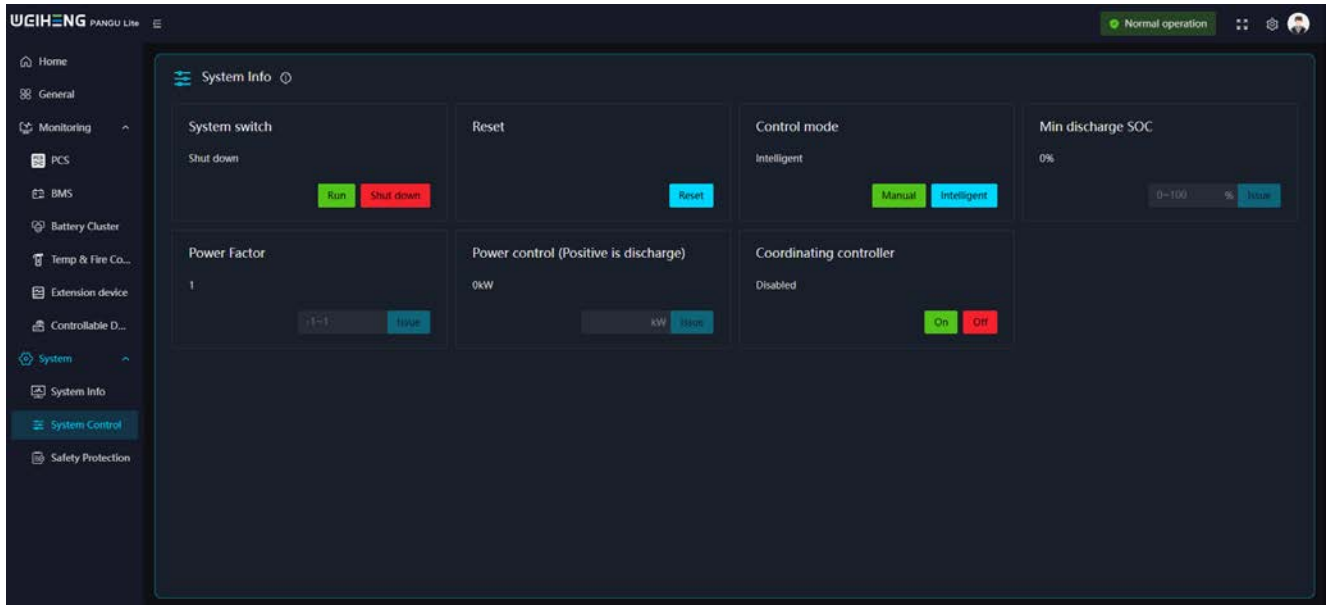 WEIHENG PANGU Lite
Normal operation
Home
General
Monitoring
PCS
BMS
Battery Cluster
Temp & Fire Co...
Extension device
Controllable D...
System
System Info
System Control
Safety Protection
System Info
System switch
Shut down
Run Shut down
Reset
Reset
Control mode
Intelligent
Manual Intelligent
Min discharge SOC
0%
0~100 % Issue
Power Factor
1
-1~1 Issue
Power control (Positive is discharge)
0kW
kW Issue
Coordinating controller
Disabled
On Off